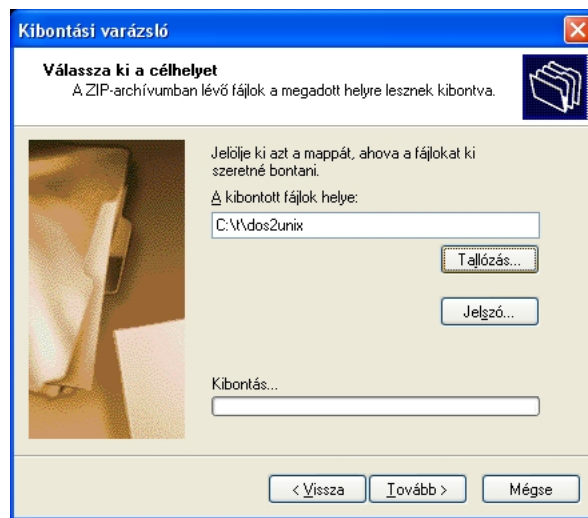 Kibontási varázsló
Válassza ki a célhelyet
A ZIP-archívumban lévő fájlok a megadott helyre lesznek kibontva.
Jelölje ki azt a mappát, ahova a fájlokat ki
szeretné bontani.
A kibontott fájlok helye:
C:\t\dos2unix
Tallózás...
Jelszó...
Kibontás...
< Vissza
Tovább >
Mégse